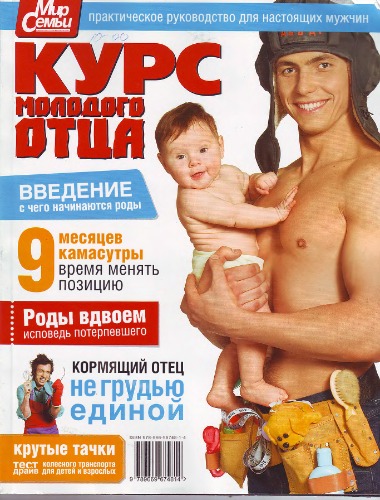 Мир
Семьи
практическое руководство для настоящих мужчин
КУРС
МОЛОДОГО
ОТЦА
ВВЕДЕНИЕ
с чего начинаются роды
9
месяцев
камасутры
время менять
позицию
Роды вдвоем
исповедь потерпевшего
КОРМЯЩИЙ ОТЕЦ
не грудью
единой
крутые тачки
тест
драйв
колесного транспорта
для детей и взрослых